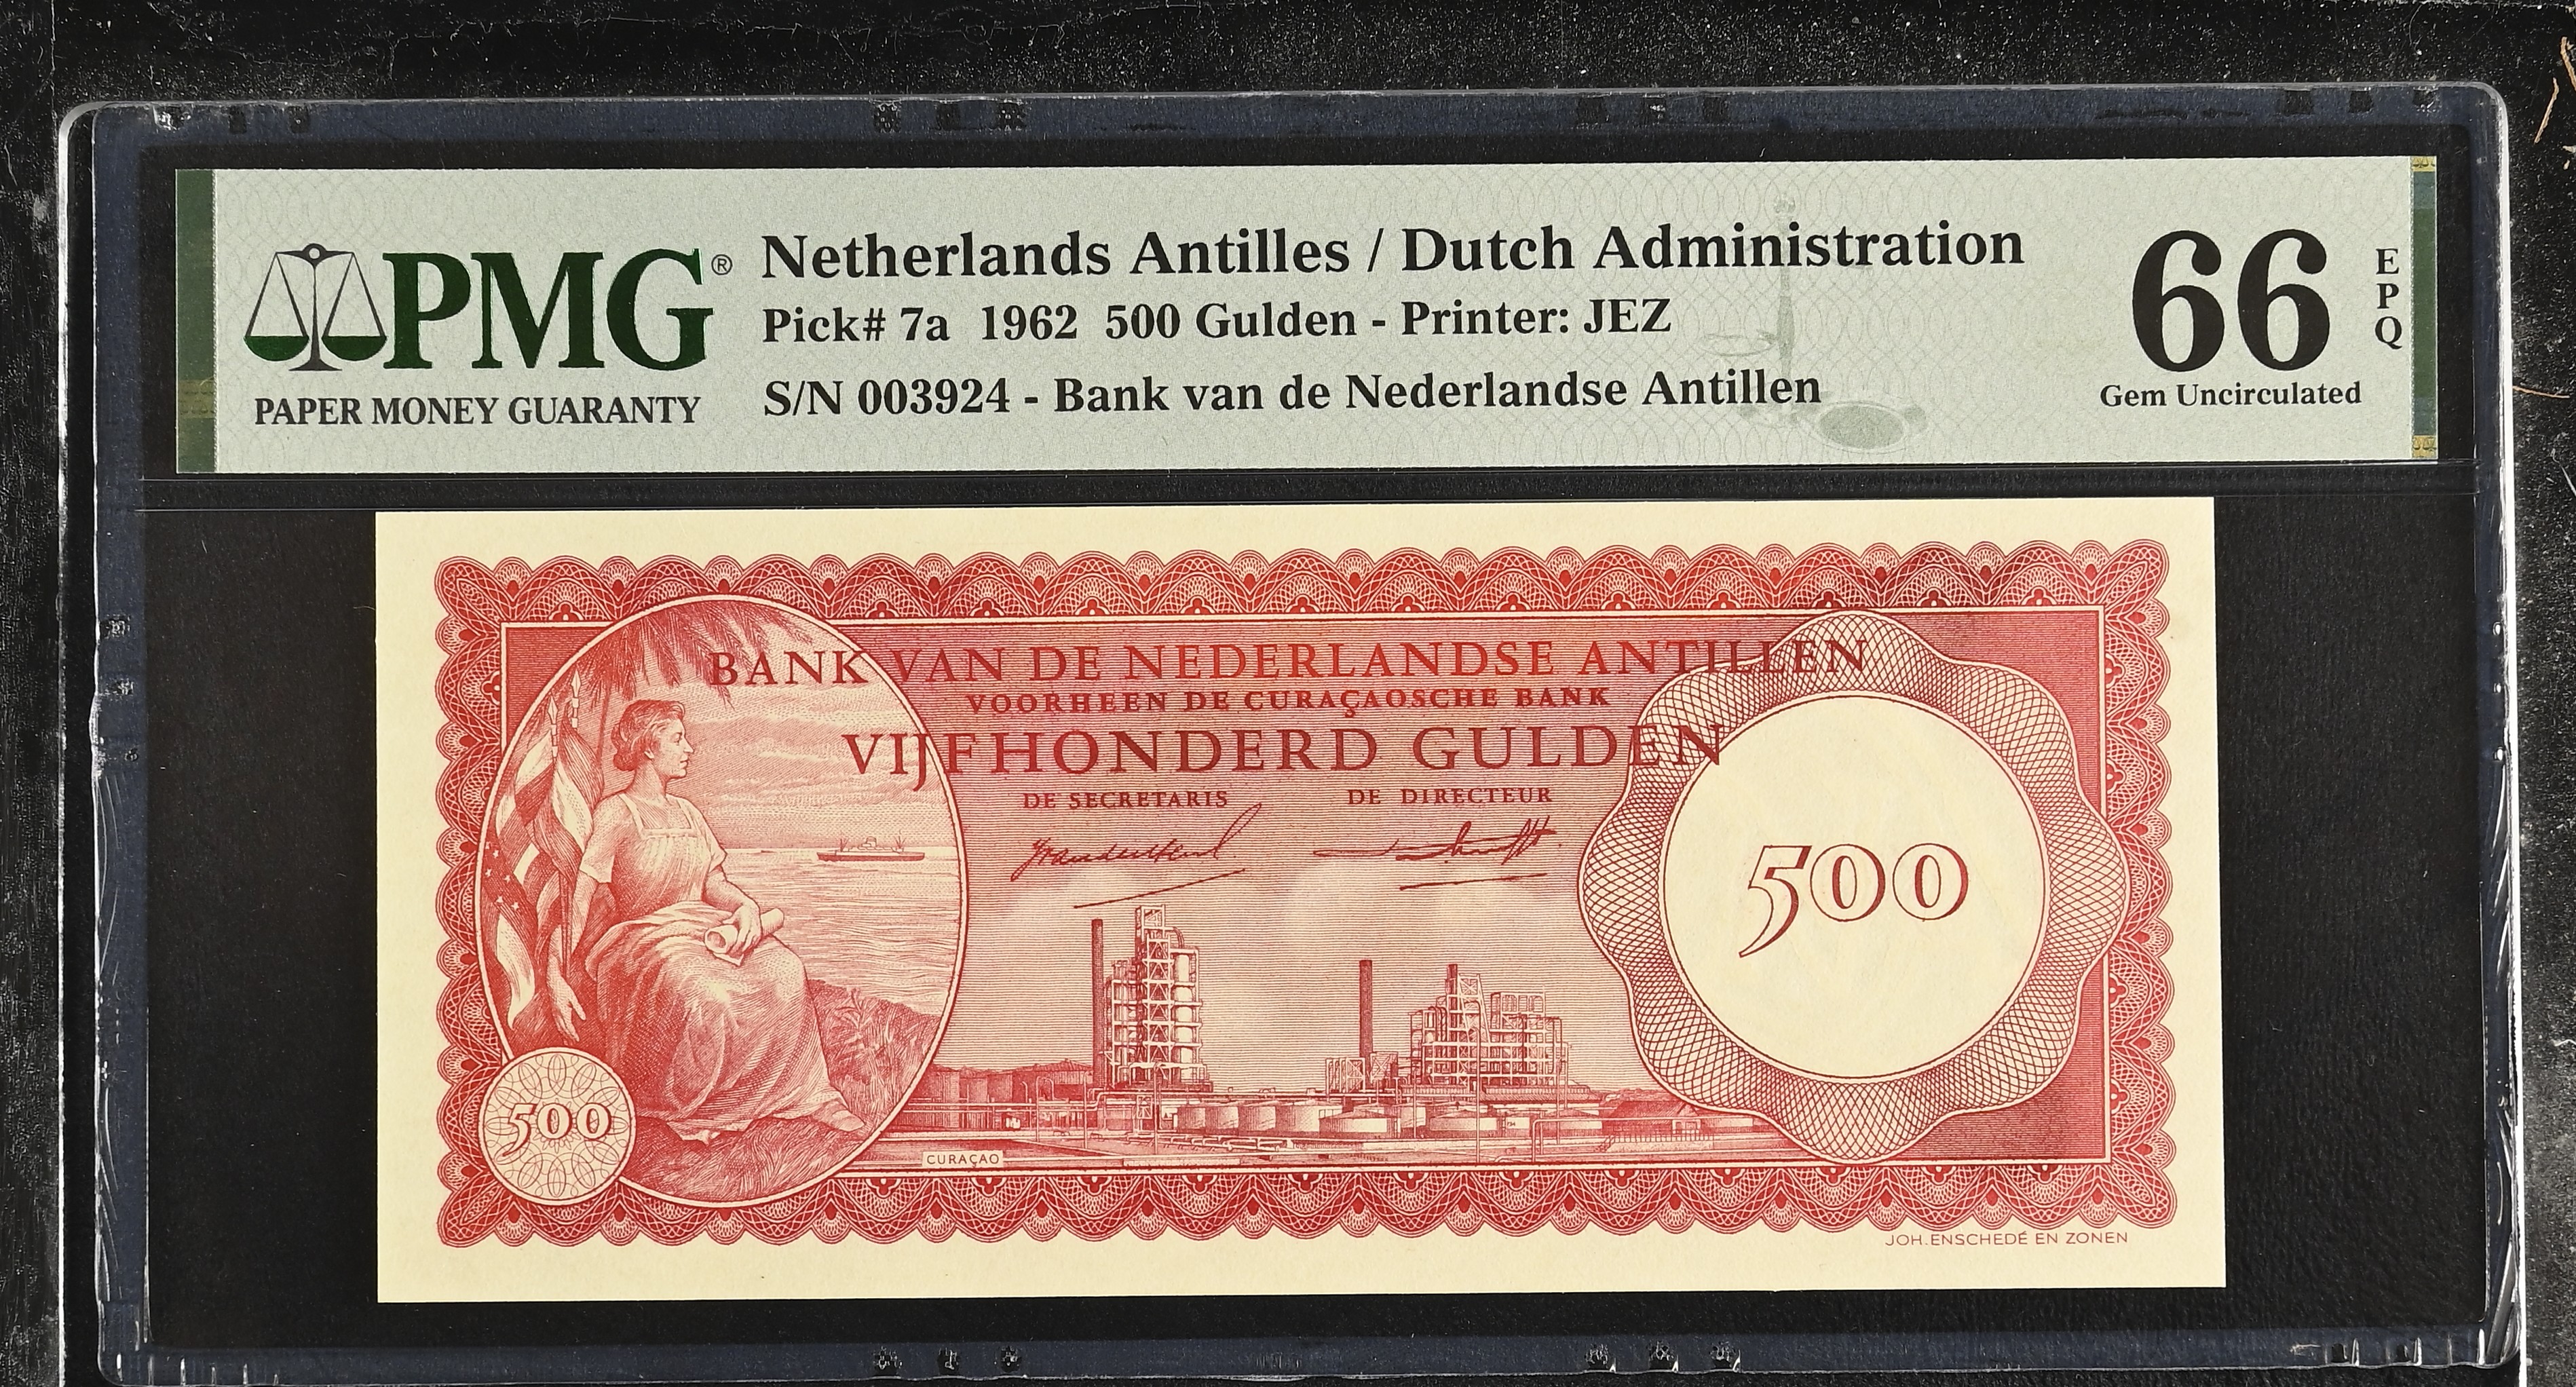 PMG®
PAPER MONEY GUARANTY
Netherlands Antilles / Dutch Administration
Pick# 7a 1962 500 Gulden - Printer: JEZ
S/N 003924 - Bank van de Nederlandse Antillen
66
EPQ
Gem Uncirculated
BANK VAN DE NEDERLANDSE ANTILLEN
VOORHEEN DE CURAÇAOSCHE BANK
VIJFHONDERD GULDEN
DE SECRETARIS DE DIRECTEUR
500
500
CURAÇAO
JOH. ENSCHEDÉ EN ZONEN